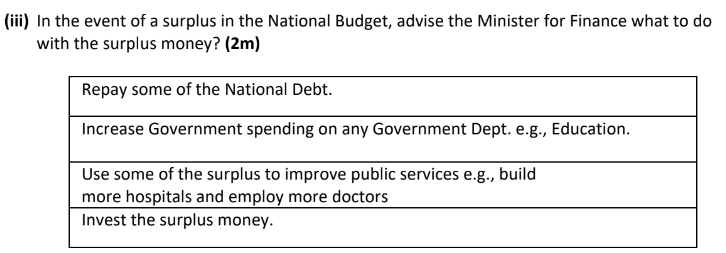 (iii) In the event of a surplus in the National Budget, advise the Minister for Finance what to do
with the surplus money? (2m)
Repay some of the National Debt.
Increase Government spending on any Government Dept. e.g., Education.
Use some of the surplus to improve public services e.g., build
more hospitals and employ more doctors
Invest the surplus money.